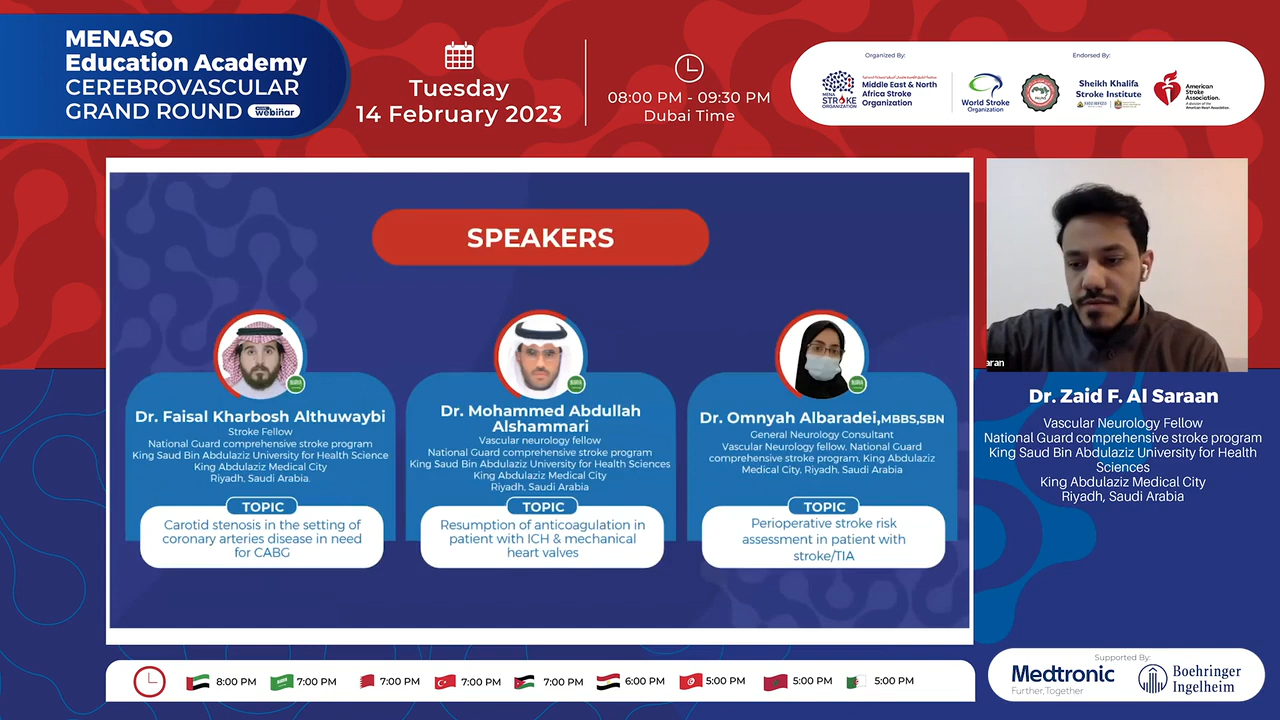 MENASO
Education Academy
CEREBROVASCULAR
GRAND ROUND
webinar
Tuesday
14 February 2023
08:00 PM - 09:30 PM
Dubai Time
Organized By:
MENA
STROKE
ORGANIZATION
Middle East & North
Africa Stroke
Organization
Endorsed By:
World Stroke
Organization
Sheikh Khalifa
Stroke Institute
American
Stroke
Association.
A division of the
American Heart Association.
SPEAKERS
Dr. Faisal Kharbosh Althuwaybi
Stroke Fellow
National Guard comprehensive stroke program
King Saud Bin Abdulaziz University for Health Science
King Abdulaziz Medical City
Riyadh, Saudi Arabia.
TOPIC
Carotid stenosis in the setting of
coronary arteries disease in need
for CABG
Dr. Mohammed Abdullah
Alshammari
Vascular neurology fellow
National Guard comprehensive stroke program
King Saud Bin Abdulaziz University for Health Sciences
King Abdulaziz Medical City
Riyadh, Saudi Arabia
TOPIC
Resumption of anticoagulation in
patient with ICH & mechanical
heart valves
Dr. Omnyah Albaradei,MBBS,SBN
General Neurology Consultant
Vascular Neurology fellow. National Guard
comprehensive stroke program. King Abdulaziz
Medical City, Riyadh, Saudi Arabia
TOPIC
Perioperative stroke risk
assessment in patient with
stroke/TIA
aran
Dr. Zaid F. Al Saraan
Vascular Neurology Fellow
National Guard comprehensive stroke program
King Saud Bin Abdulaziz University for Health
Sciences
King Abdulaziz Medical City
Riyadh, Saudi Arabia
8:00 PM
7:00 PM
7:00 PM
7:00 PM
7:00 PM
6:00 PM
5:00 PM
5:00 PM
5:00 PM
Supported By:
Medtronic
Further, Together
Boehringer
Ingelheim